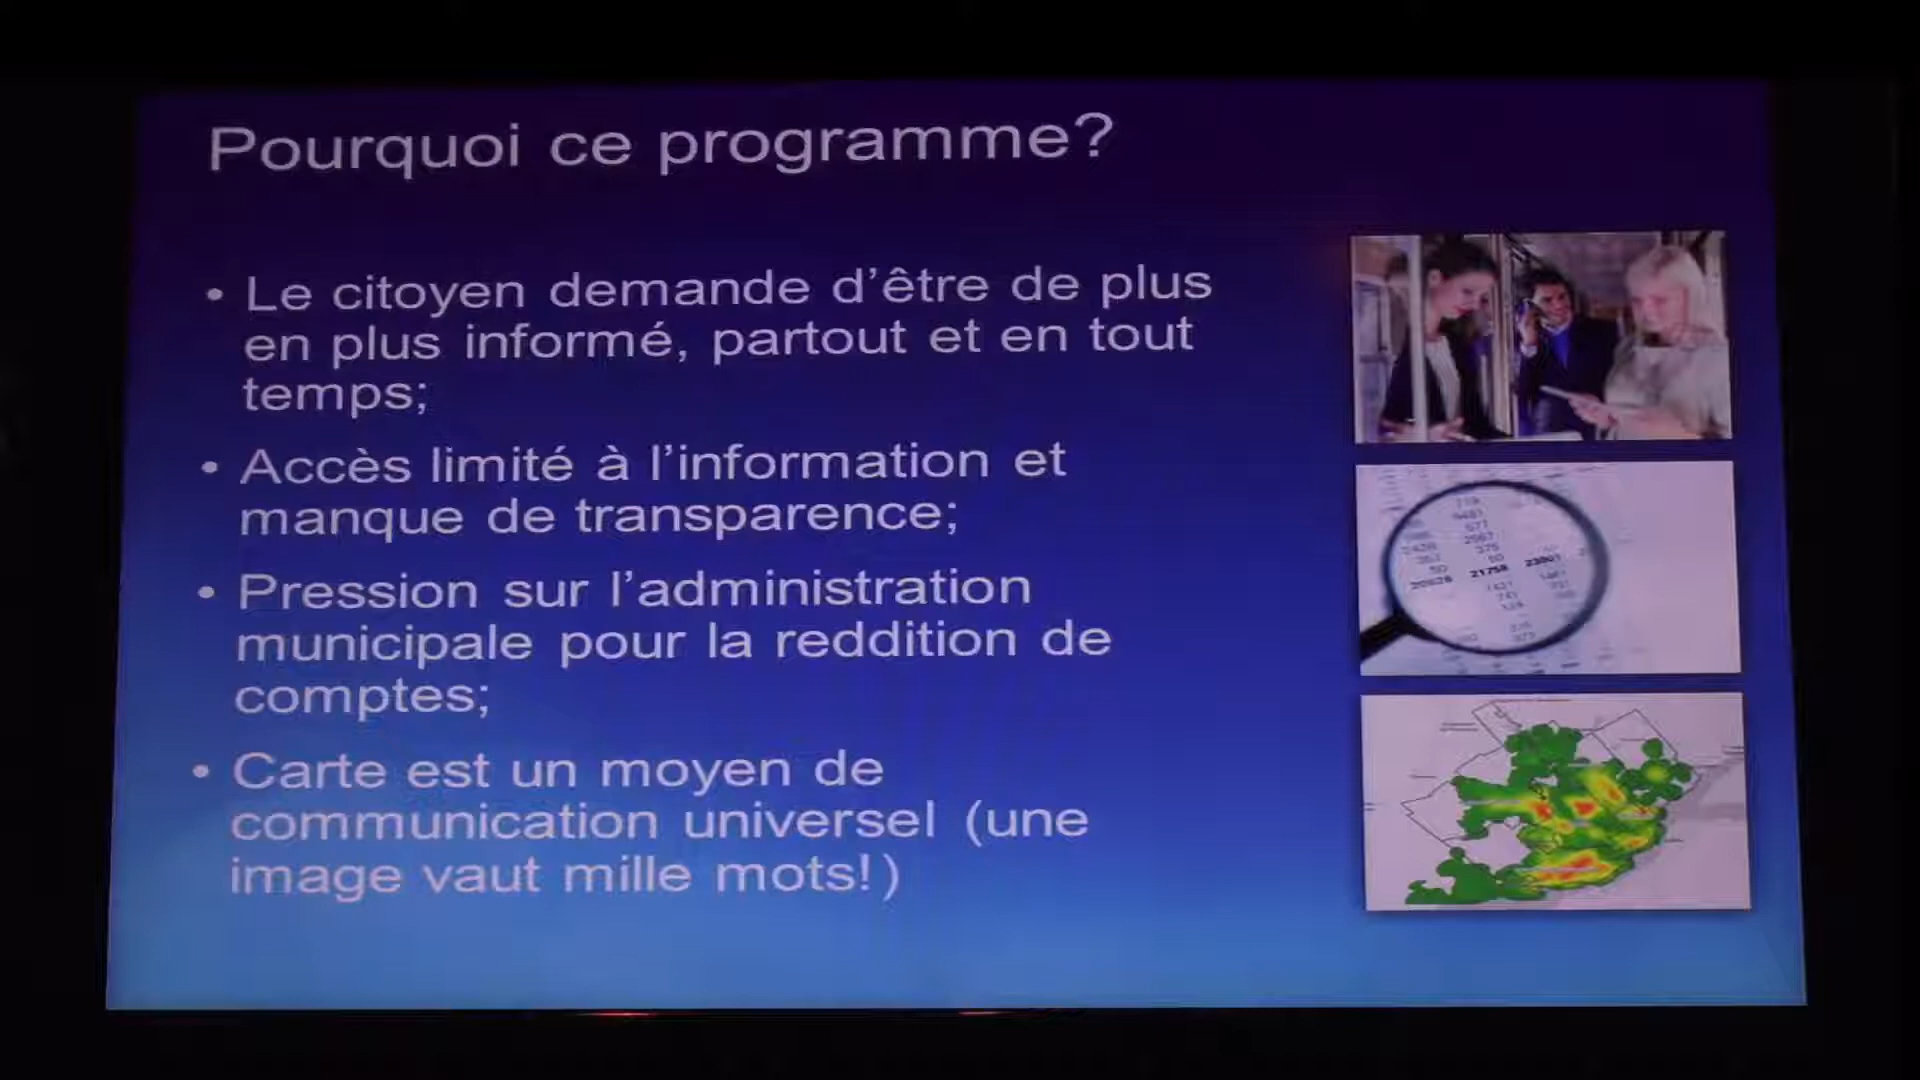 Pourquoi ce programme?
• Le citoyen demande d'être de plus
en plus informé, partout et en tout
temps;
• Accès limité à l'information et
manque de transparence;
• Pression sur l'administration
municipale pour la reddition de
comptes;
• Carte est un moyen de
communication universel (une
image vaut mille mots!)
21758